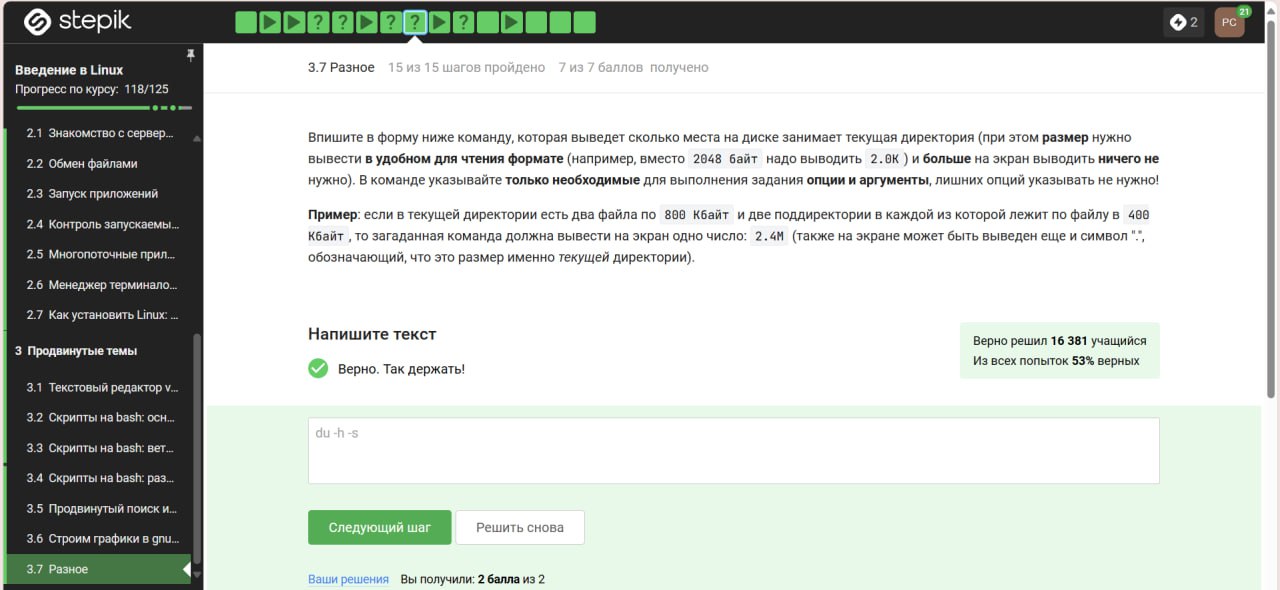 stepik
2
PC
21
Введение в Linux
Прогресс по курсу: 118/125
2.1 Знакомство с сервер...
2.2 Обмен файлами
2.3 Запуск приложений
2.4 Контроль запускаемы...
2.5 Многопоточные прил...
2.6 Менеджер терминало...
2.7 Как установить Linux: ...
3 Продвинутые темы
3.1 Текстовый редактор v...
3.2 Скрипты на bash: осн...
3.3 Скрипты на bash: вет...
3.4 Скрипты на bash: раз...
3.5 Продвинутый поиск и...
3.6 Строим графики в gnu...
3.7 Разное
3.7 Разное 15 из 15 шагов пройдено 7 из 7 баллов получено
Впишите в форму ниже команду, которая выведет сколько места на диске занимает текущая директория (при этом размер нужно
вывести в удобном для чтения формате (например, вместо 2048 байт надо выводить 2.0K) и больше на экран выводить ничего не
нужно). В команде указывайте только необходимые для выполнения задания опции и аргументы, лишних опций указывать не нужно!
Пример: если в текущей директории есть два файла по 800 Кбайт и две поддиректории в каждой из которой лежит по файлу в 400
Кбайт, то загаданная команда должна вывести на экран одно число: 2.4M (также на экране может быть выведен еще и символ ".",
обозначающий, что это размер именно текущей директории).
Напишите текст
Верно. Так держать!
Верно решил 16 381 учащийся
Из всех попыток 53% верных
du -h -s
Следующий шаг
Решить снова
Ваши решения Вы получили: 2 балла из 2